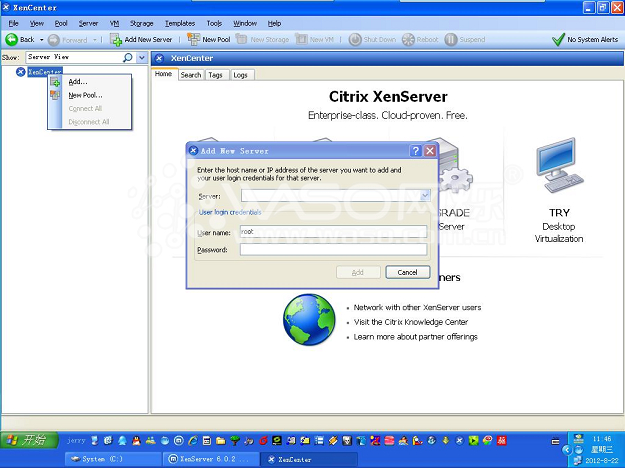 XenCenter
File View Pool Server VM Storage Templates Tools Window Help
Back Forward Add New Server New Pool New Storage New VM Shut Down Reboot Suspend No System Alerts
Show: Server View
XenCenter
XenCenter
Add...
New Pool...
Connect All
Disconnect All
Home Search Tags Logs
Citrix XenServer
Enterprise-class. Cloud-proven. Free.
Add New Server
Enter the host name or IP address of the server you want to add and
your user login credentials for that server.
Server:
User login credentials
User name: root
Password:
Add Cancel
GRADE
Server
TRY
Desktop
Virtualization
ners
Network with other XenServer users
Visit the Citrix Knowledge Center
Learn more about partner offerings
开始 jerry
11:46
星期三
2012-8-22
System (C:) XenServer 6.0.2 ... XenCenter